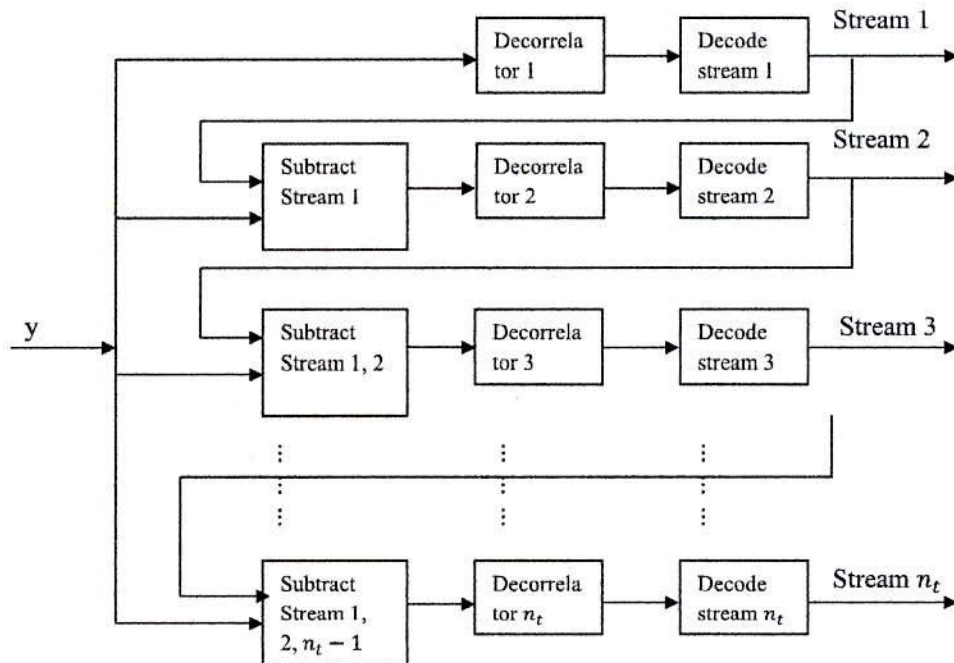 Stream 1
Decorrela
tor 1
Decode
stream 1
Stream 2
Subtract
Stream 1
Decorrela
tor 2
Decode
stream 2
y
Stream 3
Subtract
Stream 1, 2
Decorrela
tor 3
Decode
stream 3
Stream n_t
Subtract
Stream 1,
2, n_t − 1
Decorrela
tor n_t
Decode
stream n_t